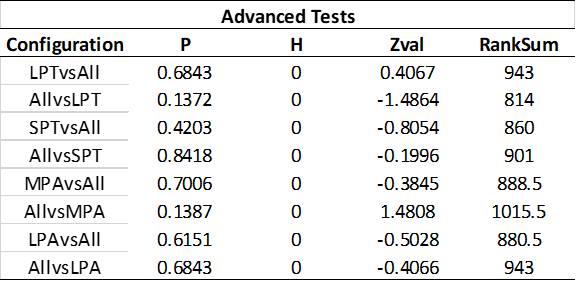 Advanced Tests
Configuration P H Zval RankSum
LPTvsAll 0.6843 0 0.4067 943
AllvsLPT 0.1372 0 -1.4864 814
SPTvsAll 0.4203 0 -0.8054 860
AllvsSPT 0.8418 0 -0.1996 901
MPAvsAll 0.7006 0 -0.3845 888.5
AllvsMPA 0.1387 0 1.4808 1015.5
LPAvsAll 0.6151 0 -0.5028 880.5
AllvsLPA 0.6843 0 -0.4066 943